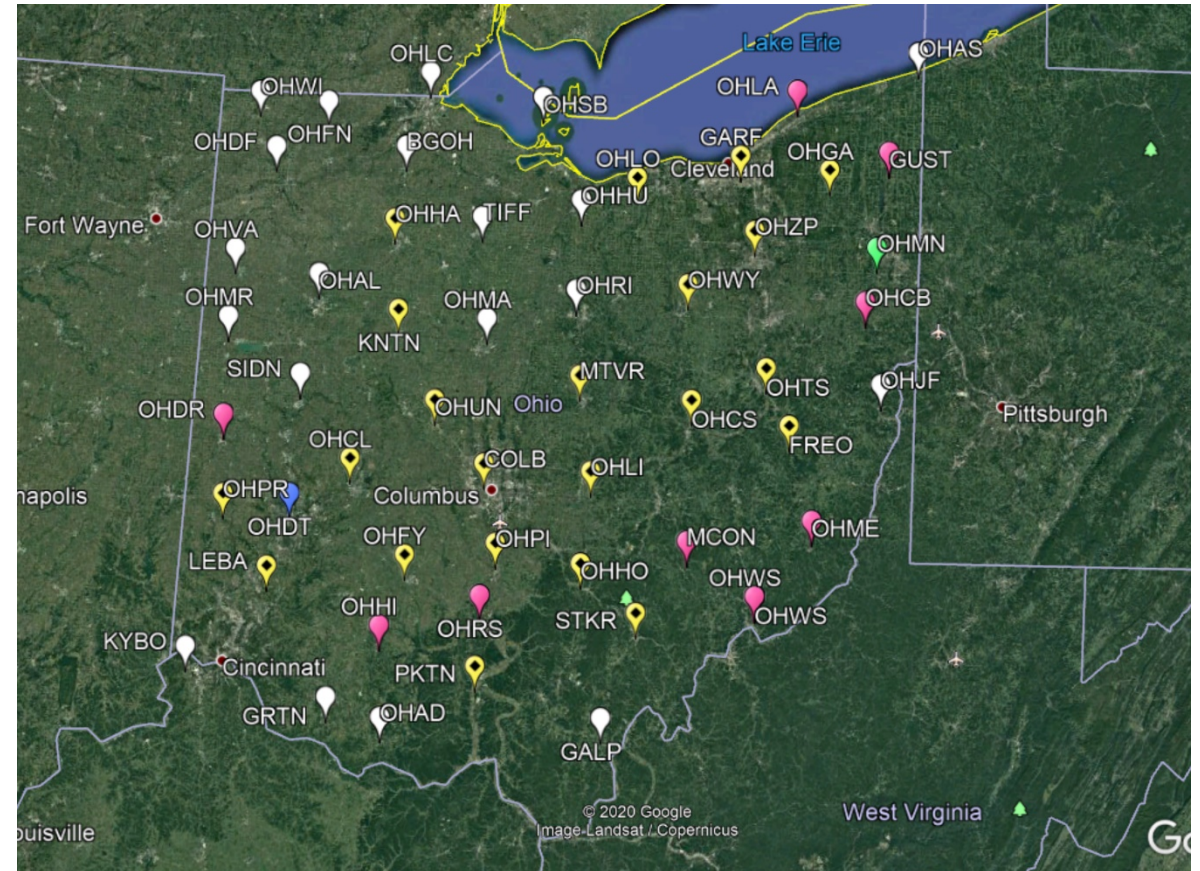 Lake Erie
OHAS
OHLC
OHWI
OHLA
OHSB
OHFN
OHDF
BGOH
GARF
OHGA
GUST
OHLO
Cleveland
OHHU
OHHA
TIFF
Fort Wayne
OHVA
OHZP
OHMN
OHAL
OHRI
OHWY
OHMR
OHMA
OHCB
KNTN
SIDN
MTVR
OHTS
OHJF
OHDR
OHUN
Ohio
OHCS
Pittsburgh
FREO
OHCL
COLB
OHLI
OHPR
Columbus
napolis
OHDT
OHME
OHFY
OHPI
MCON
LEBA
OHHO
OHWS
OHHI
OHRS
STKR
OHWS
KYBO
Cincinnati
PKTN
GRTN
OHAD
GALP
© 2020 Google
Image Landsat / Copernicus
West Virginia
ouisville
Go